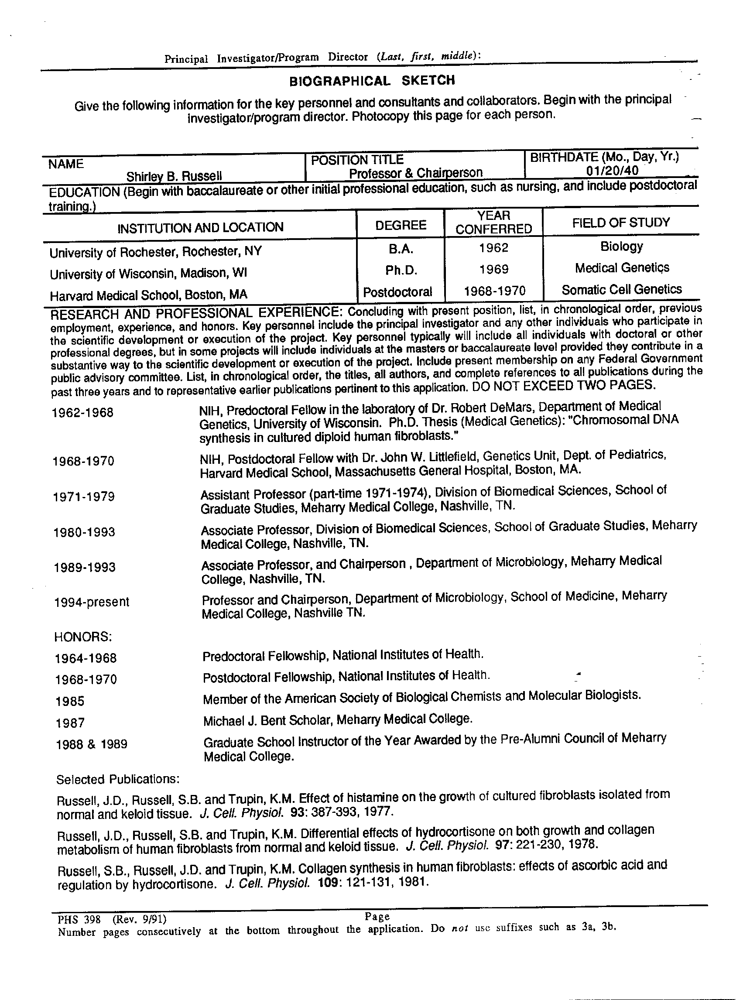 Principal Investigator/Program Director (Last, first, middle):
BIOGRAPHICAL SKETCH
Give the following information for the key personnel and consultants and collaborators. Begin with the principal
investigator/program director. Photocopy this page for each person.
NAME
Shirley B. Russell
POSITION TITLE
Professor & Chairperson
BIRTHDATE (Mo., Day, Yr.)
01/20/40
EDUCATION (Begin with baccalaureate or other initial professional education, such as nursing, and include postdoctoral
training.)
INSTITUTION AND LOCATION DEGREE YEAR CONFERRED FIELD OF STUDY
University of Rochester, Rochester, NY B.A. 1962 Biology
University of Wisconsin, Madison, WI Ph.D. 1969 Medical Genetics
Harvard Medical School, Boston, MA Postdoctoral 1968-1970 Somatic Cell Genetics
RESEARCH AND PROFESSIONAL EXPERIENCE: Concluding with present position, list, in chronological order, previous
employment, experience, and honors. Key personnel include the principal investigator and any other individuals who participate in
the scientific development or execution of the project. Key personnel typically will include all individuals with doctoral or other
professional degrees, but in some projects will include individuals at the masters or baccalaureate level provided they contribute in a
substantive way to the scientific development or execution of the project. Include present membership on any Federal Government
public advisory committee. List, in chronological order, the titles, all authors, and complete references to all publications during the
past three years and to representative earlier publications pertinent to this application. DO NOT EXCEED TWO PAGES.
1962-1968 NIH, Predoctoral Fellow in the laboratory of Dr. Robert DeMars, Department of Medical
Genetics, University of Wisconsin. Ph.D. Thesis (Medical Genetics): "Chromosomal DNA
synthesis in cultured diploid human fibroblasts."
1968-1970 NIH, Postdoctoral Fellow with Dr. John W. Littlefield, Genetics Unit, Dept. of Pediatrics,
Harvard Medical School, Massachusetts General Hospital, Boston, MA.
1971-1979 Assistant Professor (part-time 1971-1974), Division of Biomedical Sciences, School of
Graduate Studies, Meharry Medical College, Nashville, TN.
1980-1993 Associate Professor, Division of Biomedical Sciences, School of Graduate Studies, Meharry
Medical College, Nashville, TN.
1989-1993 Associate Professor, and Chairperson , Department of Microbiology, Meharry Medical
College, Nashville, TN.
1994-present Professor and Chairperson, Department of Microbiology, School of Medicine, Meharry
Medical College, Nashville TN.
HONORS:
1964-1968 Predoctoral Fellowship, National Institutes of Health.
1968-1970 Postdoctoral Fellowship, National Institutes of Health.
1985 Member of the American Society of Biological Chemists and Molecular Biologists.
1987 Michael J. Bent Scholar, Meharry Medical College.
1988 & 1989 Graduate School Instructor of the Year Awarded by the Pre-Alumni Council of Meharry
Medical College.
Selected Publications:
Russell, J.D., Russell, S.B. and Trupin, K.M. Effect of histamine on the growth of cultured fibroblasts isolated from
normal and keloid tissue. J. Cell. Physiol. 93: 387-393, 1977.
Russell, J.D., Russell, S.B. and Trupin, K.M. Differential effects of hydrocortisone on both growth and collagen
metabolism of human fibroblasts from normal and keloid tissue. J. Cell. Physiol. 97: 221-230, 1978.
Russell, S.B., Russell, J.D. and Trupin, K.M. Collagen synthesis in human fibroblasts: effects of ascorbic acid and
regulation by hydrocortisone. J. Cell. Physiol. 109: 121-131, 1981.
PHS 398 (Rev. 9/91) Page
Number pages consecutively at the bottom throughout the application. Do not use suffixes such as 3a, 3b.